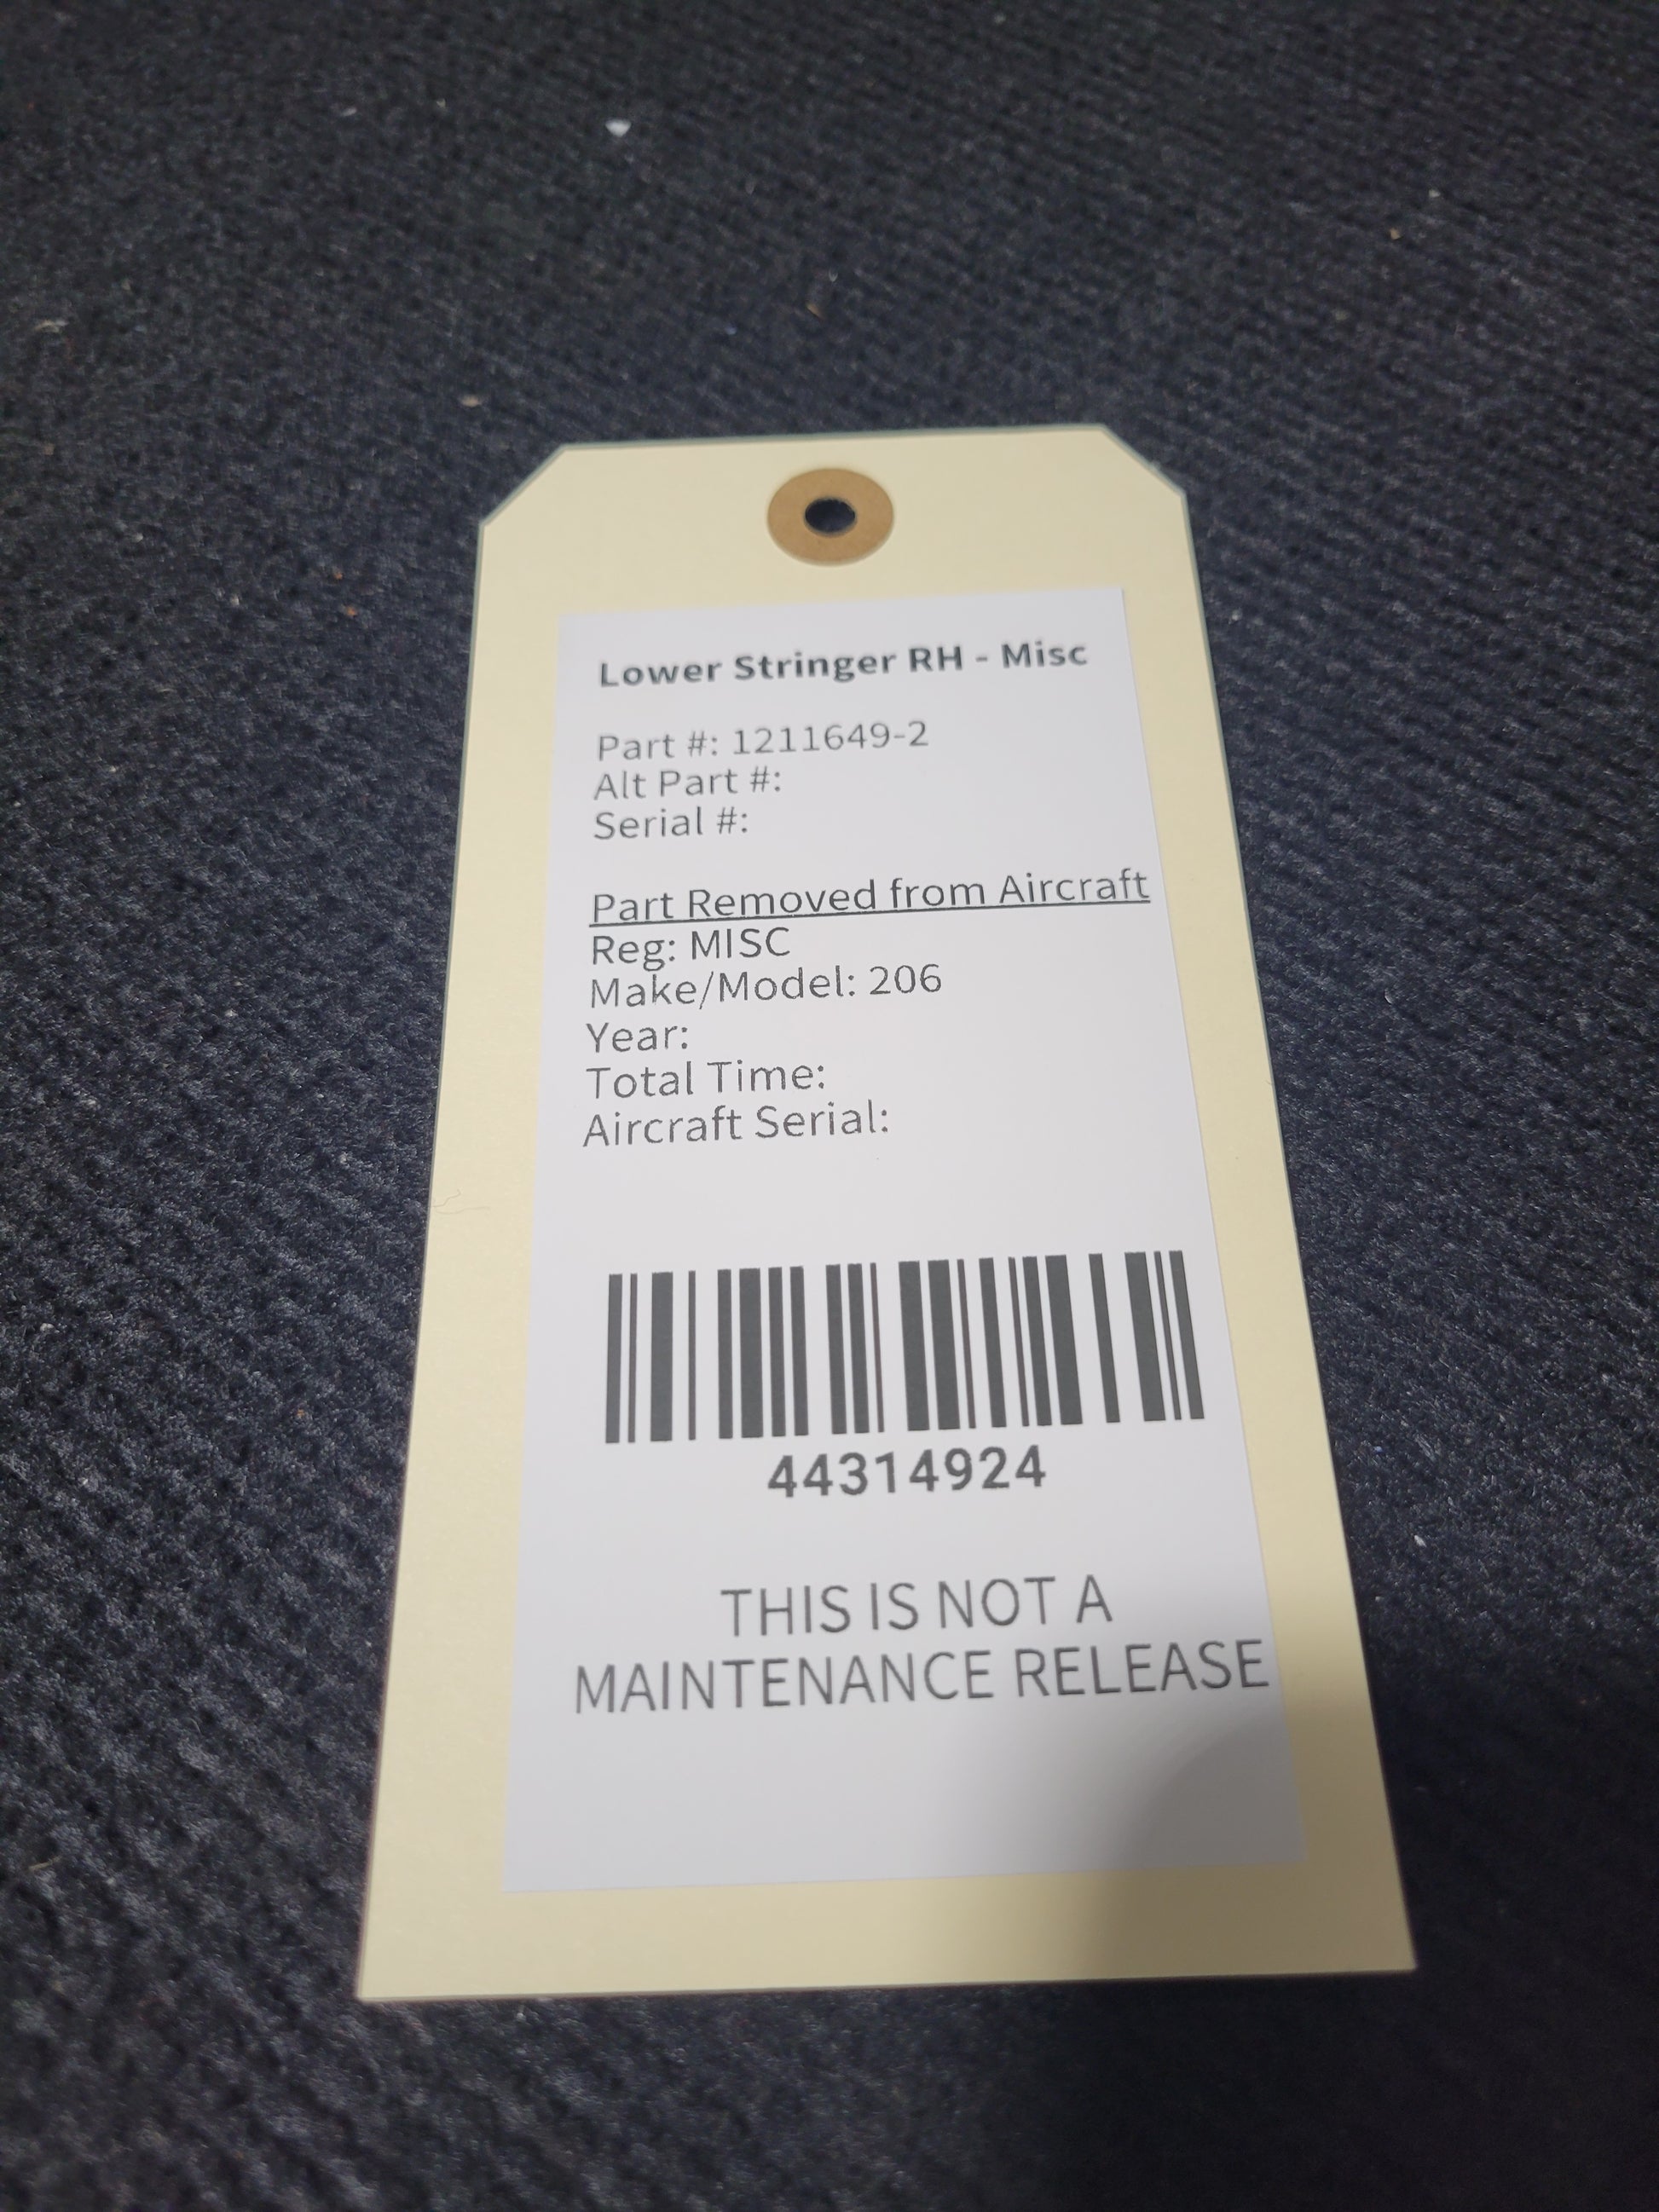 Lower Stringer RH - Misc
Part #: 1211649-2
Alt Part #:
Serial #:
Part Removed from Aircraft
Reg: MISC
Make/Model: 206
Year:
Total Time:
Aircraft Serial:
44314924
THIS IS NOT A
MAINTENANCE RELEASE